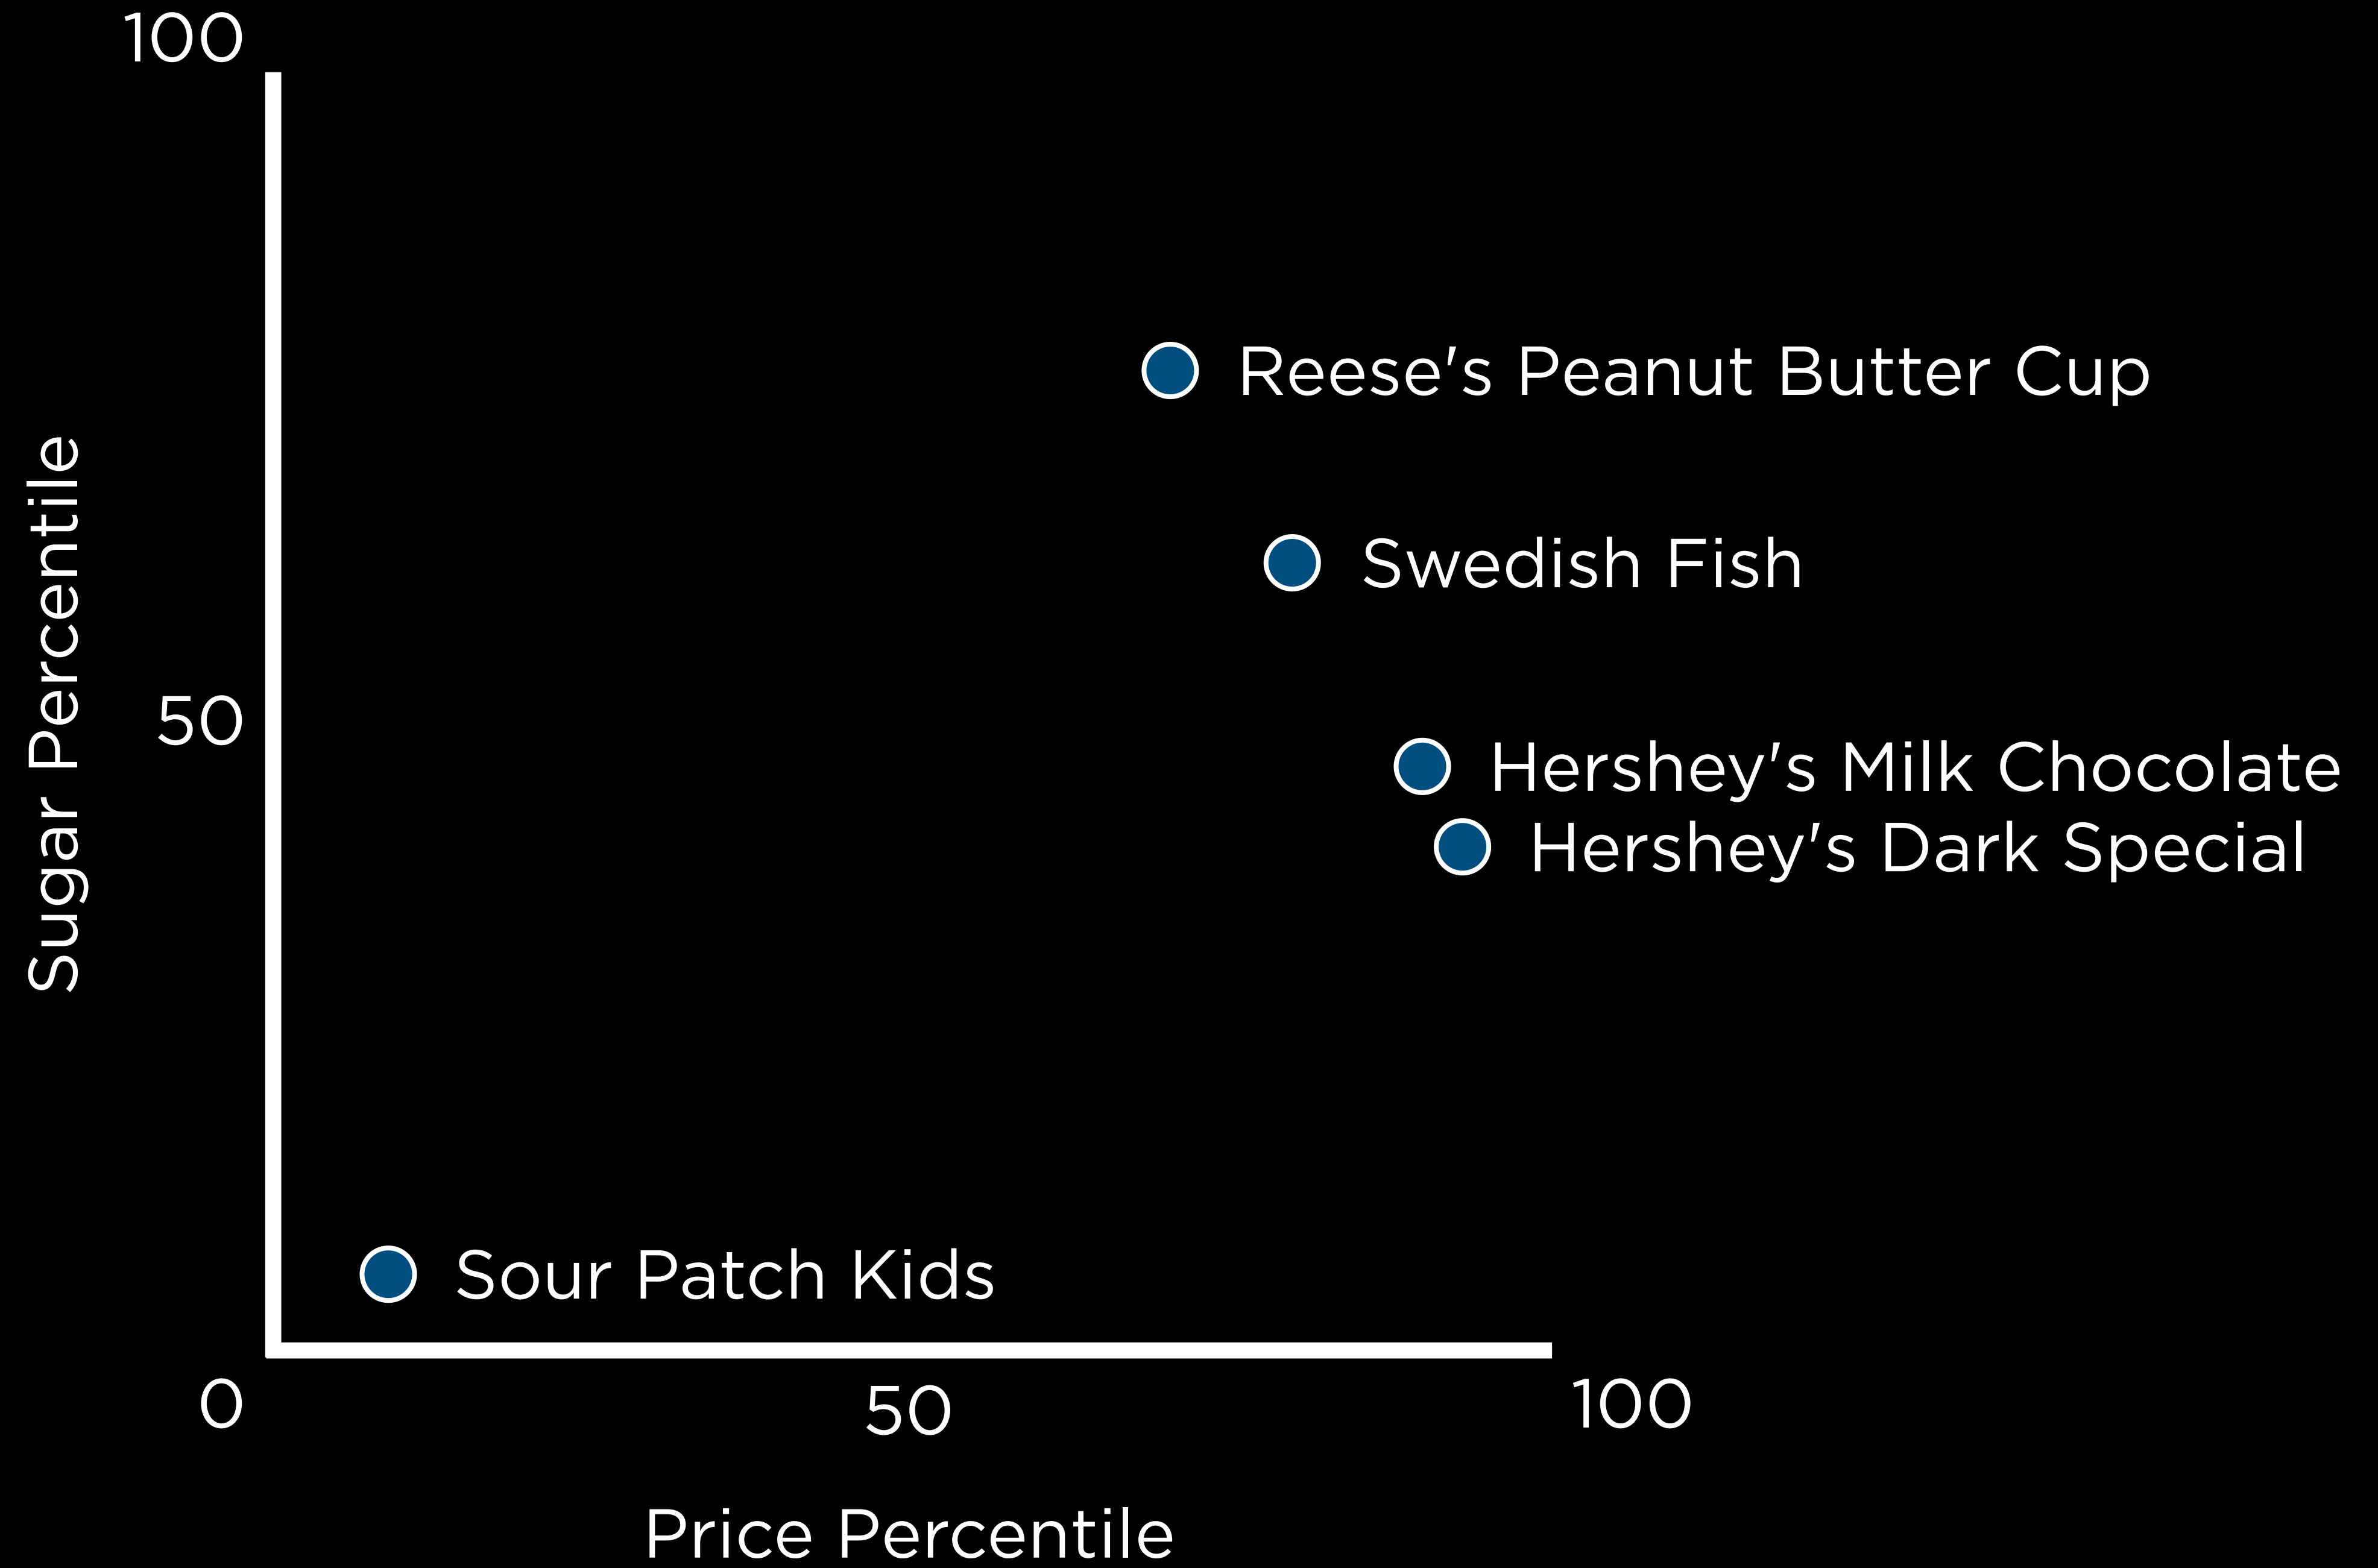 100
Reese's Peanut Butter Cup
Swedish Fish
Sugar Percentile
50
Hershey's Milk Chocolate
Hershey's Dark Special
Sour Patch Kids
0
50
100
Price Percentile